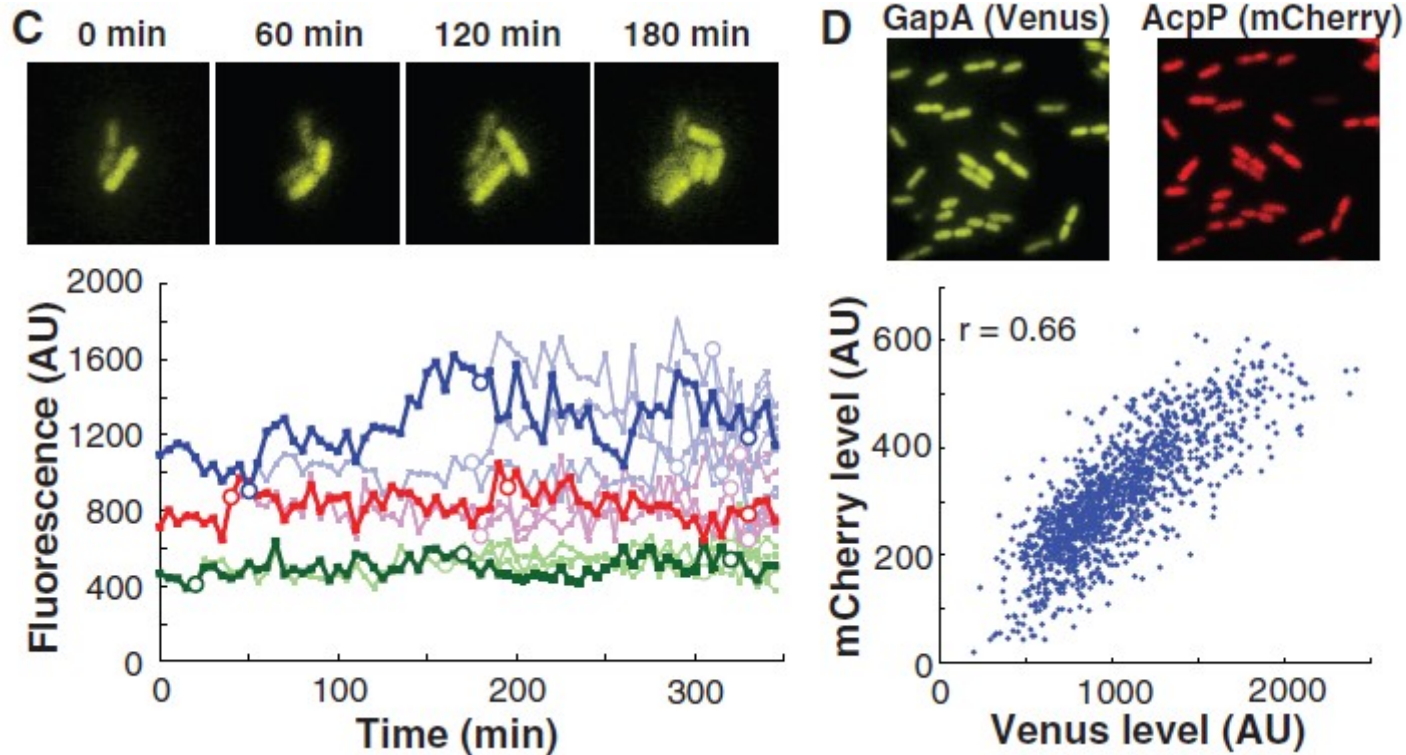 C
0 min 60 min 120 min 180 min
Fluorescence (AU)
2000
1600
1200
800
400
0
0 100 200 300
Time (min)
D
GapA (Venus) AcpP (mCherry)
r = 0.66
mCherry level (AU)
600
400
200
0
0 1000 2000
Venus level (AU)